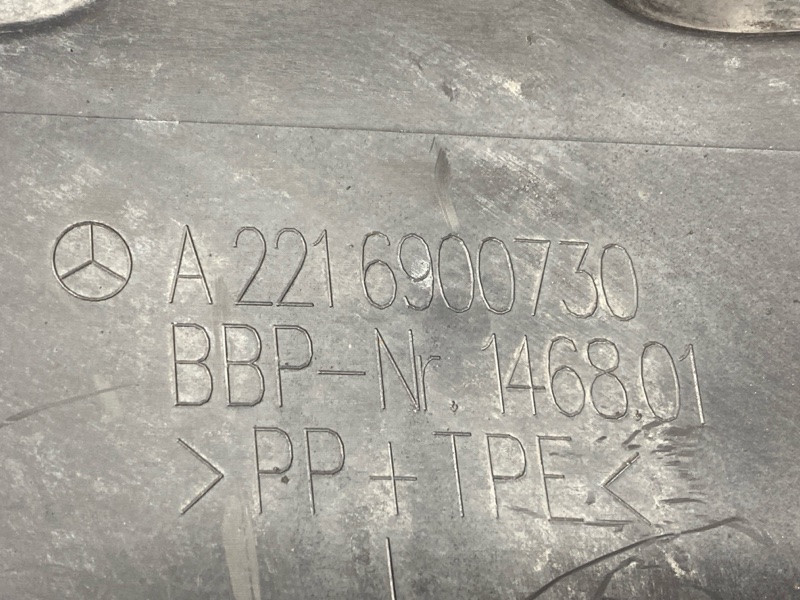 A 221 6900730
BBP-Nr. 1468.01
>PP+TPE<